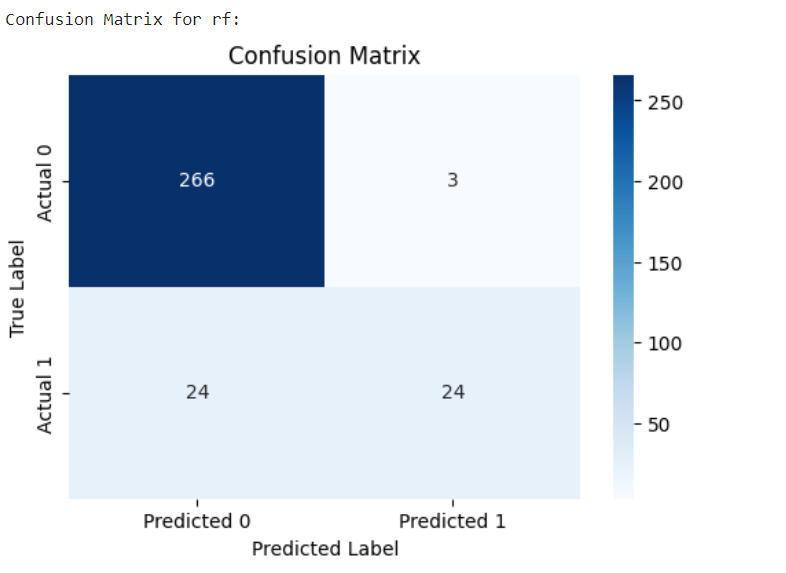 Confusion Matrix for rf:
Confusion Matrix
True Label
Actual 0
Actual 1
266
3
24
24
Predicted 0
Predicted 1
Predicted Label
250
200
150
100
50